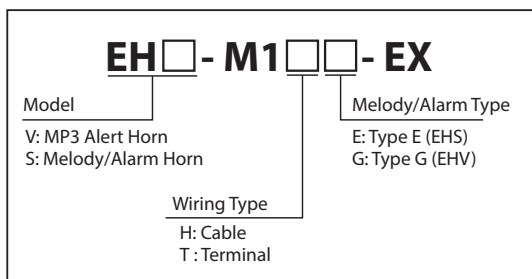 EH□-M1□□-EX
Model
V: MP3 Alert Horn
S: Melody/Alarm Horn
Melody/Alarm Type
E: Type E (EHS)
G: Type G (EHV)
Wiring Type
H: Cable
T : Terminal